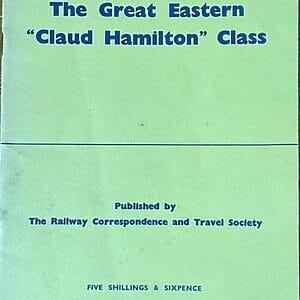 The Great Eastern
“Claud Hamilton” Class
Published by
The Railway Correspondence and Travel Society
FIVE SHILLINGS & SIXPENCE